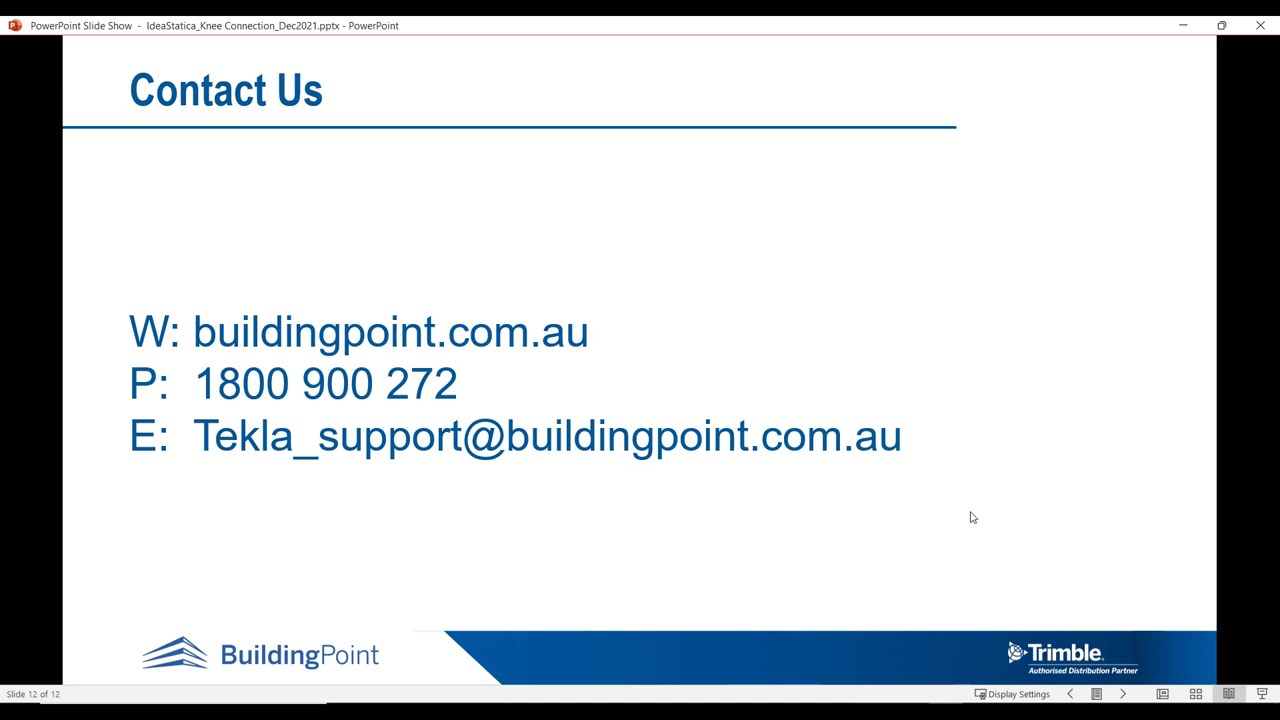 PowerPoint Slide Show - IdeaStatica_Knee Connection_Dec2021.pptx - PowerPoint
Contact Us
W: buildingpoint.com.au
P: 1800 900 272
E: Tekla_support@buildingpoint.com.au
BuildingPoint
Trimble
Authorised Distribution Partner
Slide 12 of 12
Display Settings